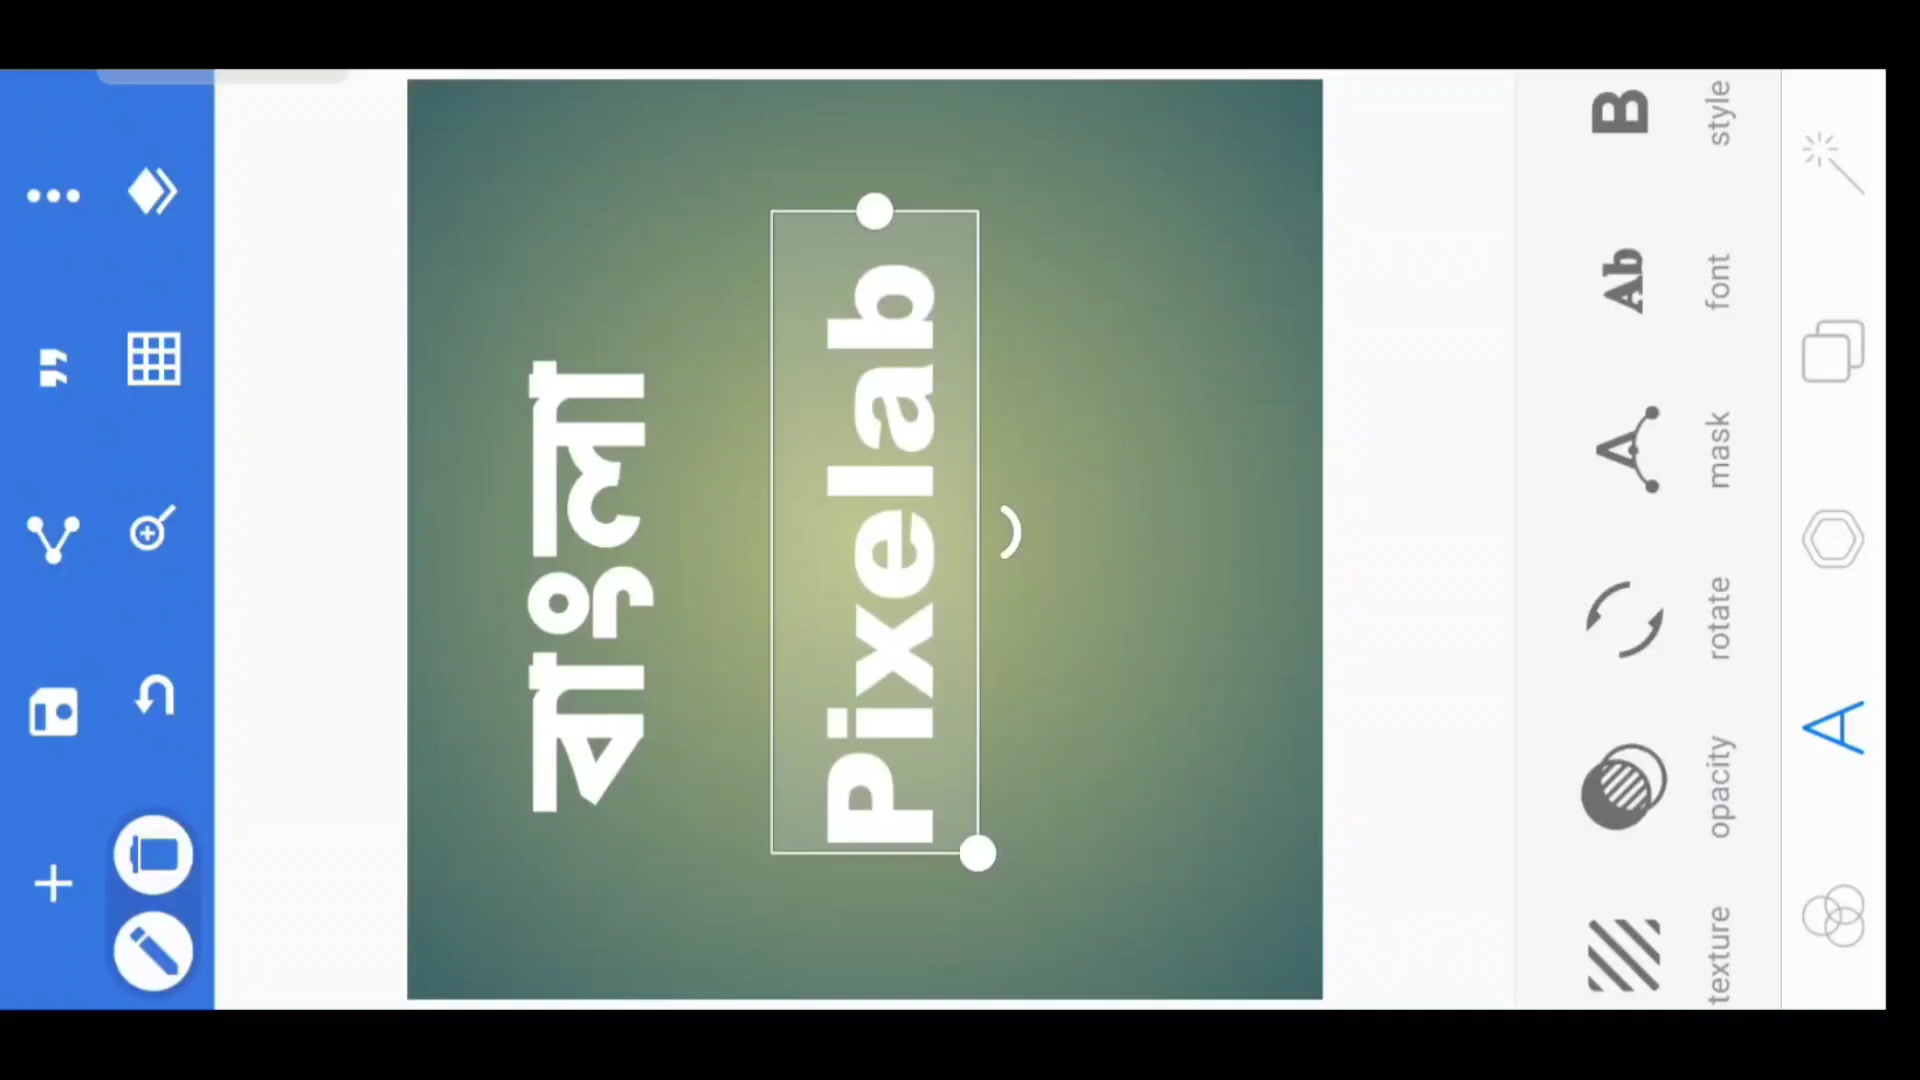 বাংলা
Pixelab
texture
opacity
rotate
mask
font
style